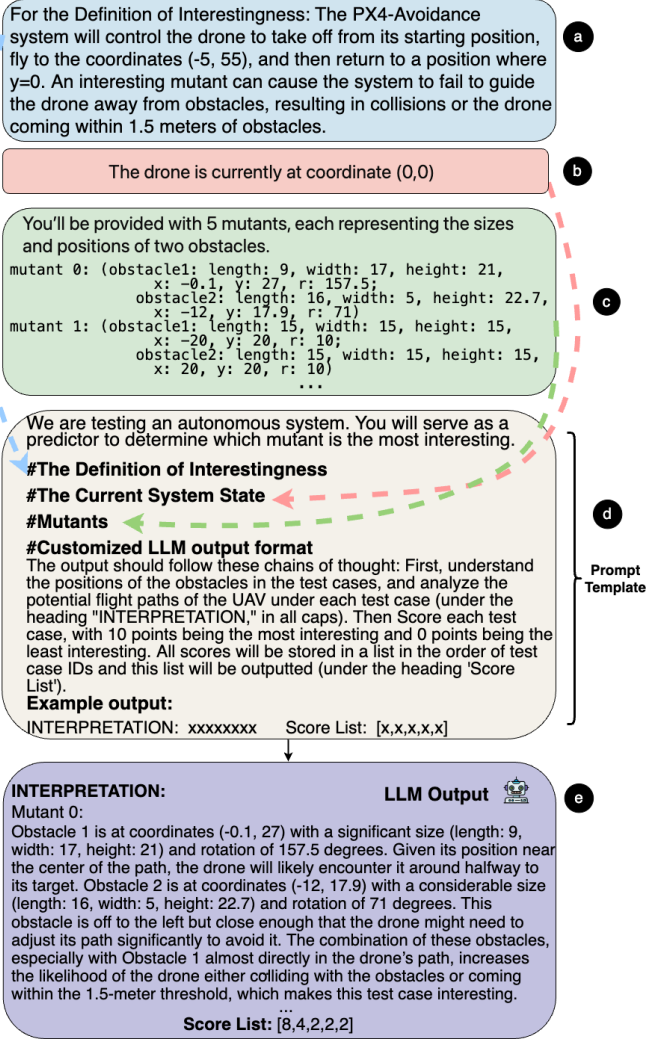 For the Definition of Interestingness: The PX4-Avoidance
system will control the drone to take off from its starting position,
fly to the coordinates (-5, 55), and then return to a position where
y=0. An interesting mutant can cause the system to fail to guide
the drone away from obstacles, resulting in collisions or the drone
coming within 1.5 meters of obstacles.
a
The drone is currently at coordinate (0,0)
b
You'll be provided with 5 mutants, each representing the sizes
and positions of two obstacles.
mutant 0: (obstacle1: length: 9, width: 17, height: 21,
x: -0.1, y: 27, r: 157.5;
obstacle2: length: 16, width: 5, height: 22.7,
x: -12, y: 17.9, r: 71)
mutant 1: (obstacle1: length: 15, width: 15, height: 15,
x: -20, y: 20, r: 10;
obstacle2: length: 15, width: 15, height: 15,
x: 20, y: 20, r: 10)
...
c
We are testing an autonomous system. You will serve as a
predictor to determine which mutant is the most interesting.
#The Definition of Interestingness
#The Current System State
#Mutants
#Customized LLM output format
The output should follow these chains of thought: First, understand
the positions of the obstacles in the test cases, and analyze the
potential flight paths of the UAV under each test case (under the
heading "INTERPRETATION," in all caps). Then Score each test
case, with 10 points being the most interesting and 0 points being the
least interesting. All scores will be stored in a list in the order of test
case IDs and this list will be outputted (under the heading 'Score
List').
Example output:
INTERPRETATION: xxxxxxxx Score List: [x,x,x,x,x]
d
Prompt
Template
INTERPRETATION:
LLM Output
e
Mutant 0:
Obstacle 1 is at coordinates (-0.1, 27) with a significant size (length: 9,
width: 17, height: 21) and rotation of 157.5 degrees. Given its position near
the center of the path, the drone will likely encounter it around halfway to
its target. Obstacle 2 is at coordinates (-12, 17.9) with a considerable size
(length: 16, width: 5, height: 22.7) and rotation of 71 degrees. This
obstacle is off to the left but close enough that the drone might need to
adjust its path significantly to avoid it. The combination of these obstacles,
especially with Obstacle 1 almost directly in the drone's path, increases
the likelihood of the drone either colliding with the obstacles or coming
within the 1.5-meter threshold, which makes this test case interesting.
...
Score List: [8,4,2,2,2]